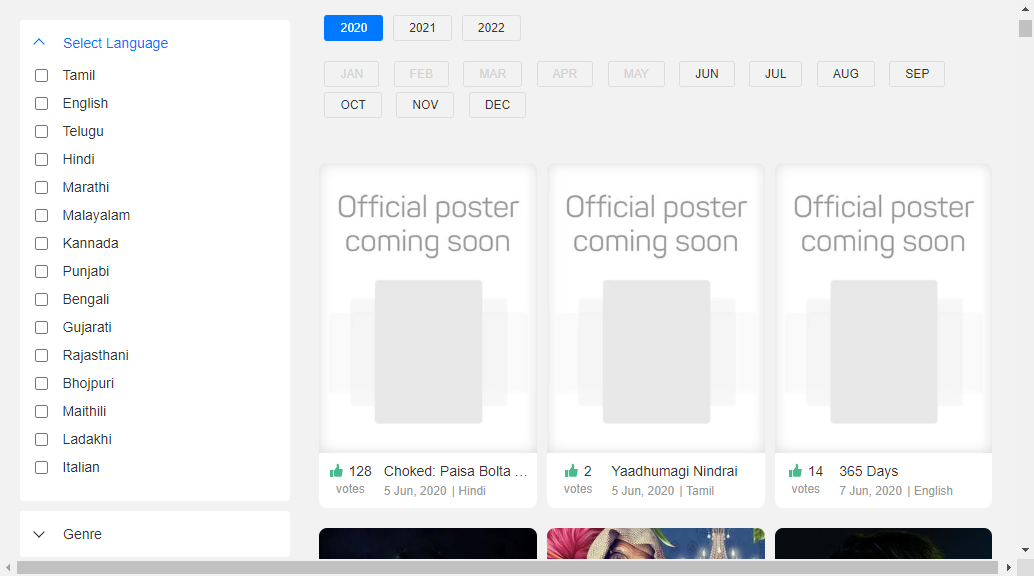 Select Language
Tamil
English
Telugu
Hindi
Marathi
Malayalam
Kannada
Punjabi
Bengali
Gujarati
Rajasthani
Bhojpuri
Maithili
Ladakhi
Italian
Genre
2020 2021 2022
JAN FEB MAR APR MAY JUN JUL AUG SEP
OCT NOV DEC
Official poster
coming soon
128 votes
Choked: Paisa Bolta ...
5 Jun, 2020 | Hindi
Official poster
coming soon
2 votes
Yaadhumagi Nindrai
5 Jun, 2020 | Tamil
Official poster
coming soon
14 votes
365 Days
7 Jun, 2020 | English